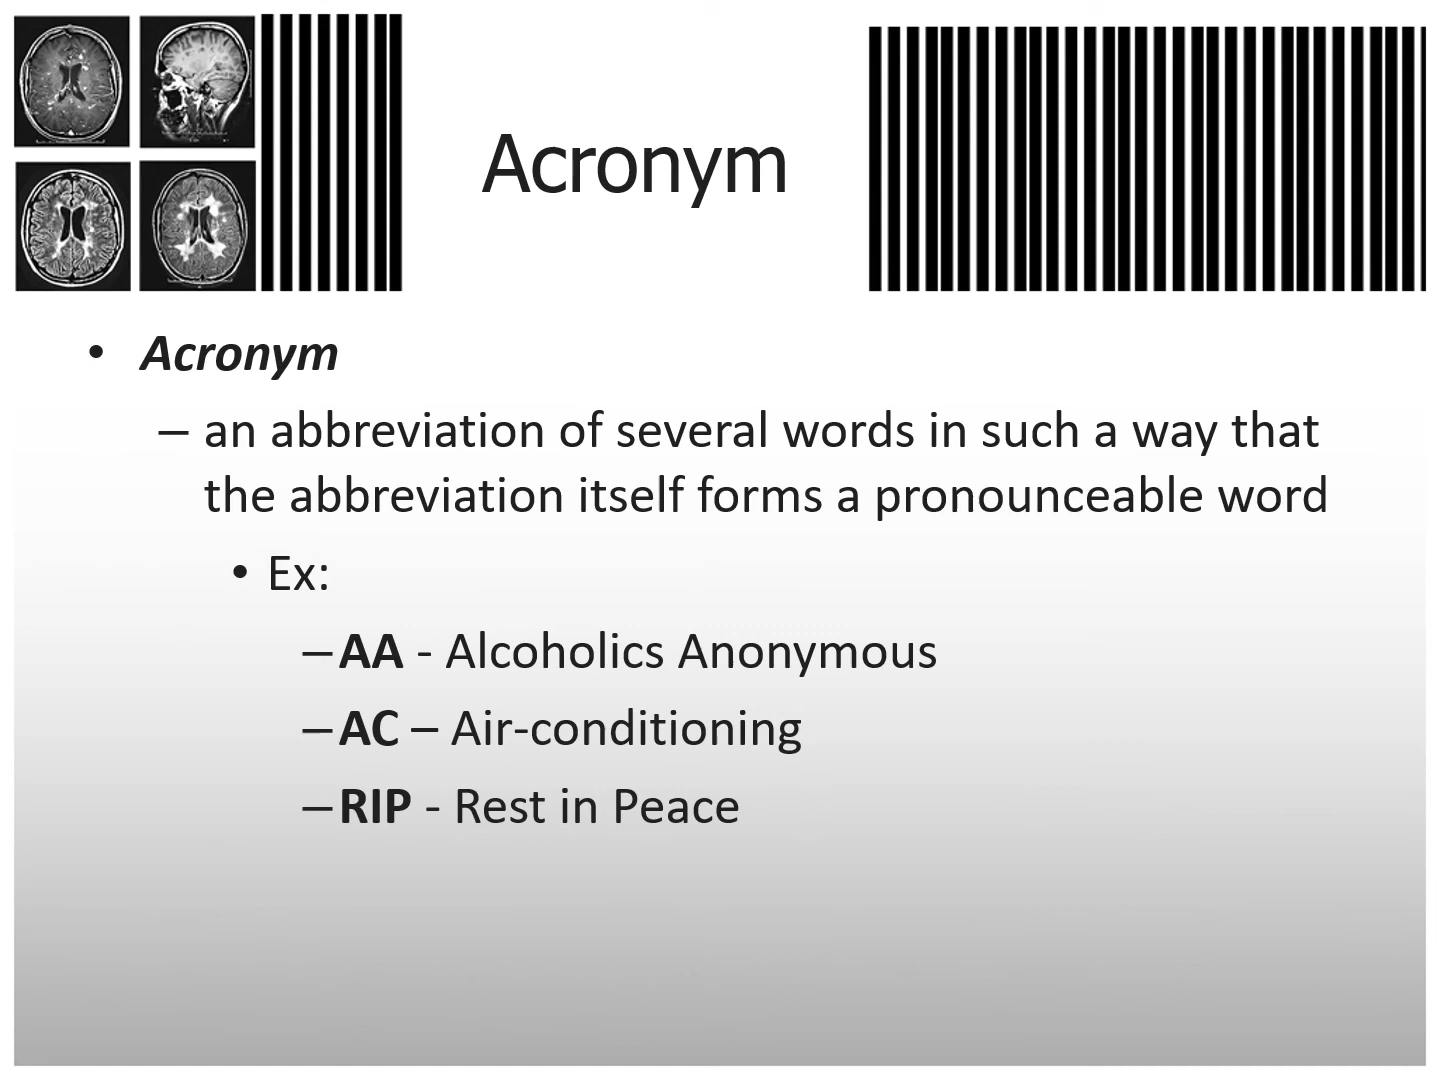 Acronym
• Acronym
– an abbreviation of several words in such a way that
the abbreviation itself forms a pronounceable word
• Ex:
–AA - Alcoholics Anonymous
–AC – Air-conditioning
–RIP - Rest in Peace